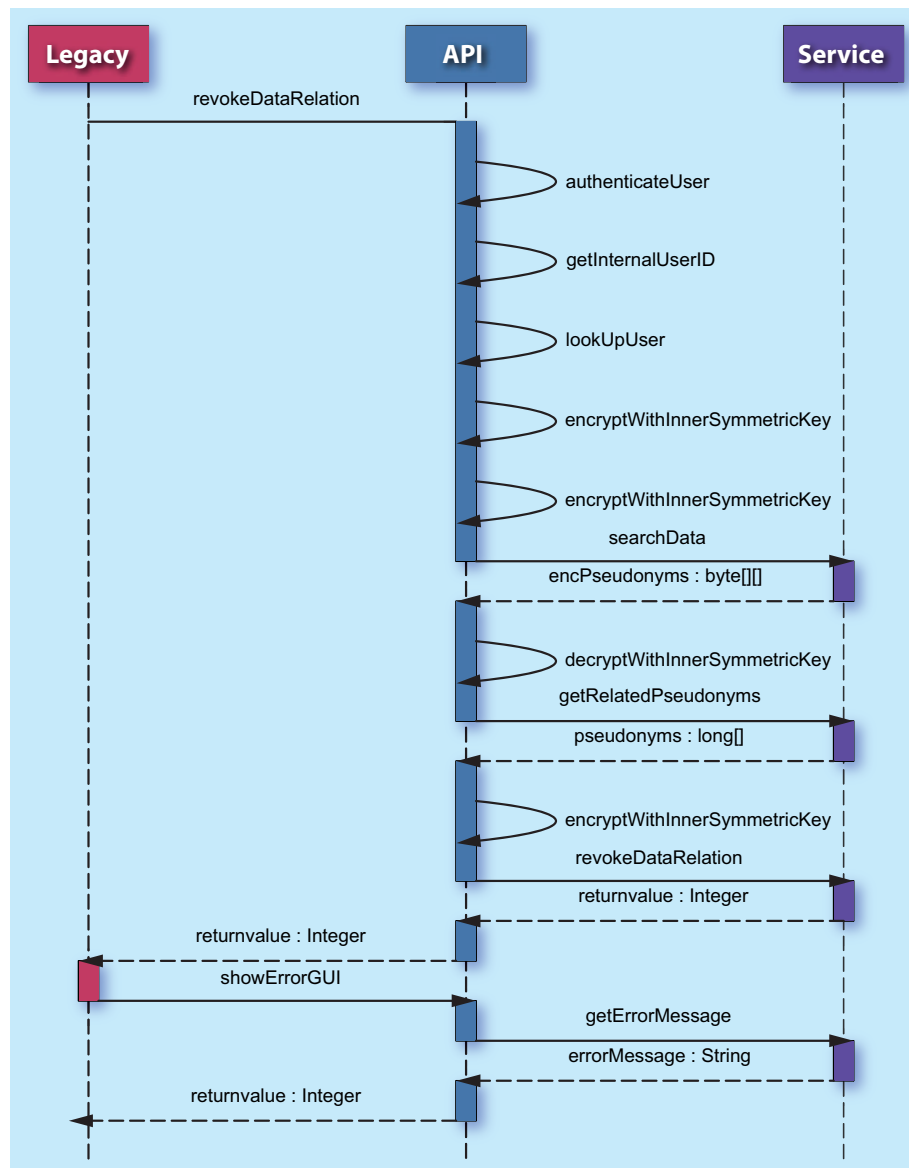 Legacy
API
Service
revokeDataRelation
authenticateUser
getInternalUserID
lookUpUser
encryptWithInnerSymmetricKey
encryptWithInnerSymmetricKey
searchData
encPseudonyms : byte[][]
decryptWithInnerSymmetricKey
getRelatedPseudonyms
pseudonyms : long[]
encryptWithInnerSymmetricKey
revokeDataRelation
returnvalue : Integer
returnvalue : Integer
showErrorGUI
getErrorMessage
errorMessage : String
returnvalue : Integer